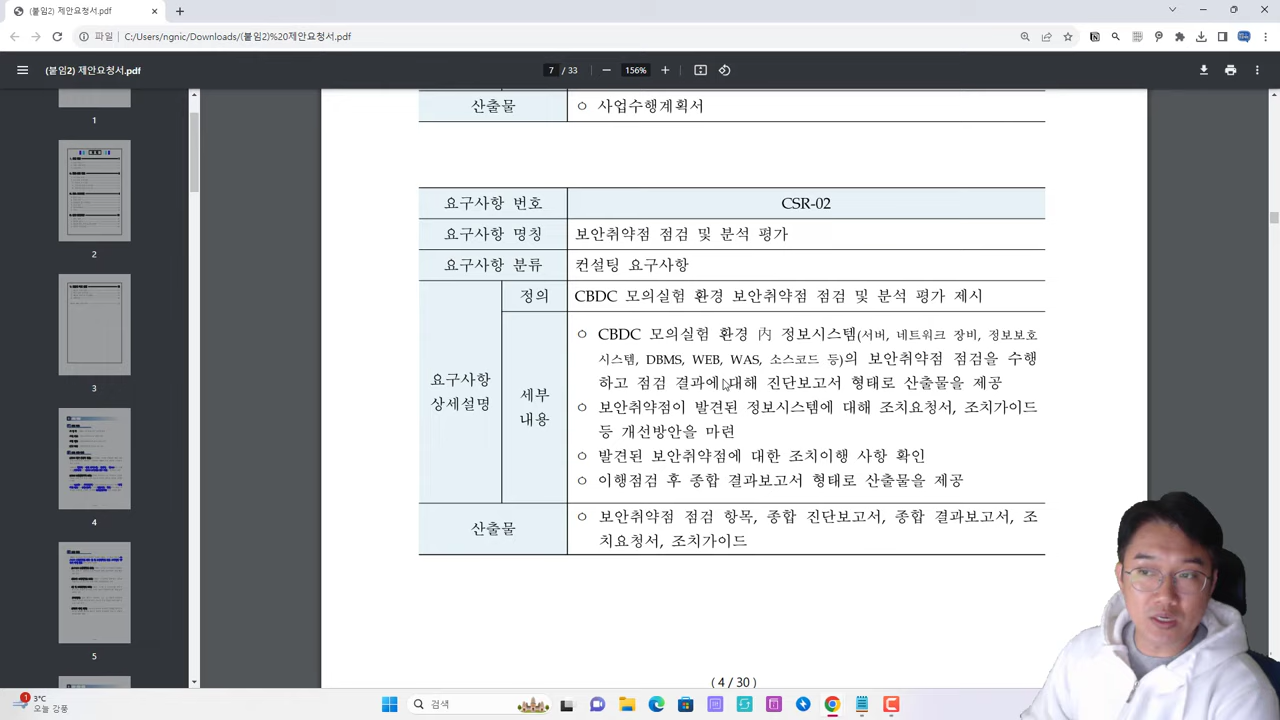 (붙임2) 제안요청서.pdf
파일 C:/Users/ngnic/Downloads/(붙임2)%20제안요청서.pdf
(붙임2) 제안요청서.pdf
7 / 33
156%
산출물
○ 사업수행계획서
요구사항 번호
CSR-02
요구사항 명칭
보안취약점 점검 및 분석 평가
요구사항 분류
컨설팅 요구사항
요구사항
상세설명
정의
CBDC 모의실험 환경 보안취약점 점검 및 분석 평가 제시
세부
내용
○ CBDC 모의실험 환경 內 정보시스템(서버, 네트워크 장비, 정보보호
시스템, DBMS, WEB, WAS, 소스코드 등)의 보안취약점 점검을 수행
하고 점검 결과에 대해 진단보고서 형태로 산출물을 제공
○ 보안취약점이 발견된 정보시스템에 대해 조치요청서, 조치가이드
등 개선방안을 마련
○ 발견된 보안취약점에 대한 조치이행 사항 확인
○ 이행점검 후 종합 결과보고서 형태로 산출물을 제공
산출물
○ 보안취약점 점검 항목, 종합 진단보고서, 종합 결과보고서, 조
치요청서, 조치가이드
( 4 / 30 )
1
2
3
4
5
1
3°C
오늘 강풍
검색